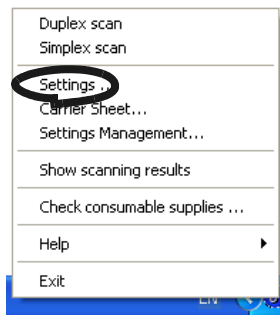 Duplex scan
Simplex scan
Settings ...
Carrier Sheet...
Settings Management...
Show scanning results
Check consumable supplies ...
Help
Exit
EN